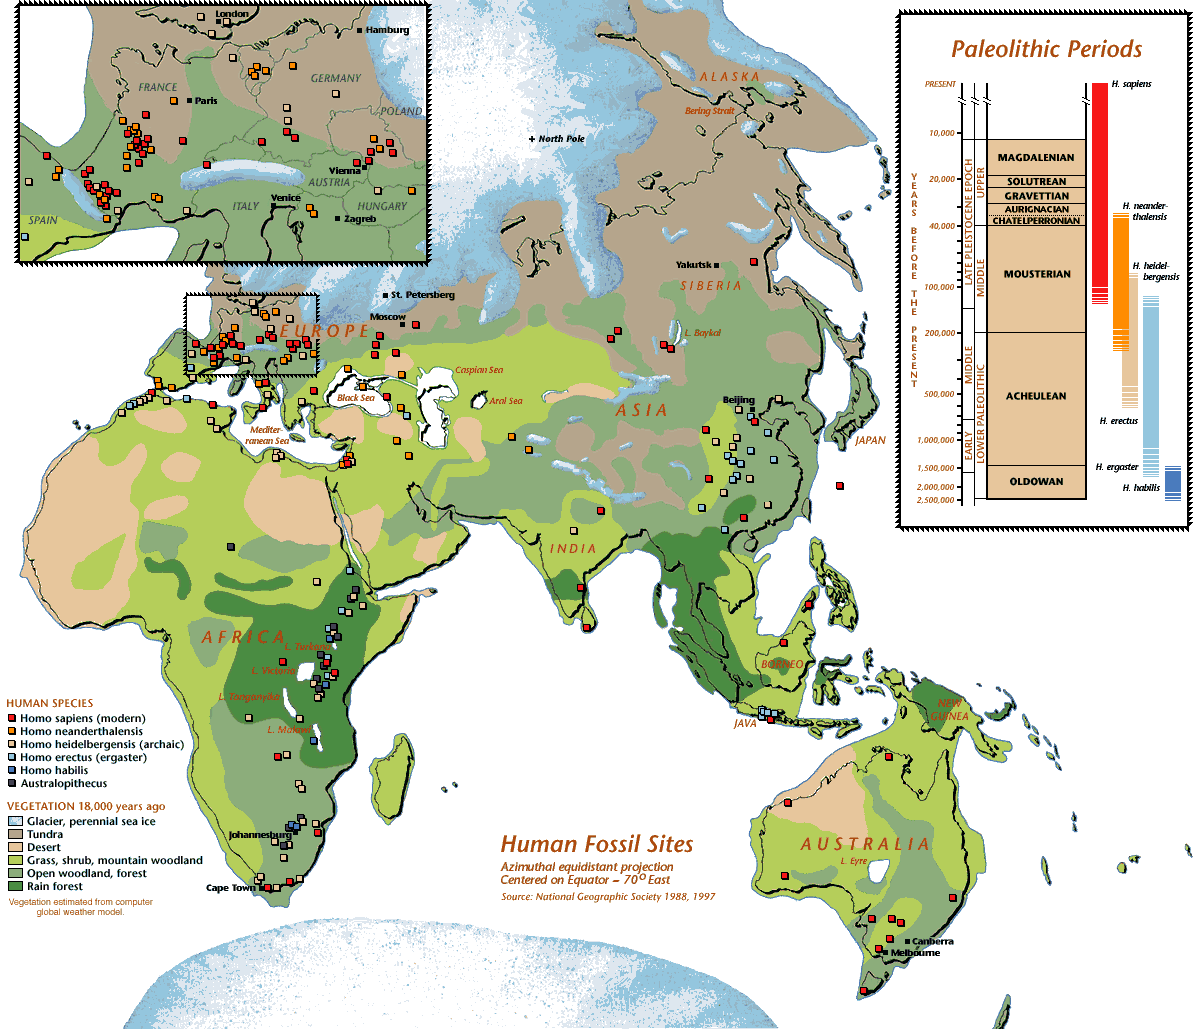 London
Hamburg
FRANCE
GERMANY
Paris
POLAND
Vienna
AUSTRIA
Venice
ITALY
HUNGARY
SPAIN
Zagreb
ALASKA
Bering Strait
North Pole
Yakutsk
SIBERIA
St. Petersberg
Moscow
EUROPE
L. Baykal
Caspian Sea
Black Sea
Aral Sea
ASIA
Beijing
JAPAN
Mediter-
ranean Sea
INDIA
AFRICA
L. Turkana
L. Victoria
L. Tanganyika
L. Malawi
BORNEO
JAVA
NEW
GUINEA
Johannesburg
Cape Town
AUSTRALIA
L. Eyre
Canberra
Melbourne
Paleolithic Periods
PRESENT
10,000
20,000
40,000
100,000
200,000
500,000
1,000,000
1,500,000
2,000,000
2,500,000
YEARS BEFORE THE PRESENT
LATE PLEISTOCENE EPOCH
MIDDLE
EARLY
UPPER
MIDDLE
LOWER PALEOLITHIC
MAGDALENIAN
SOLUTREAN
GRAVETTIAN
AURIGNACIAN
CHATELPERRONIAN
MOUSTERIAN
ACHEULEAN
OLDOWAN
H. sapiens
H. neander-
thalensis
H. heidel-
bergensis
H. erectus
H. ergaster
H. habilis
HUMAN SPECIES
Homo sapiens (modern)
Homo neanderthalensis
Homo heidelbergensis (archaic)
Homo erectus (ergaster)
Homo habilis
Australopithecus
VEGETATION 18,000 years ago
Glacier, perennial sea ice
Tundra
Desert
Grass, shrub, mountain woodland
Open woodland, forest
Rain forest
Vegetation estimated from computer
global weather model.
Human Fossil Sites
Azimuthal equidistant projection
Centered on Equator – 70° East
Source: National Geographic Society 1988, 1997